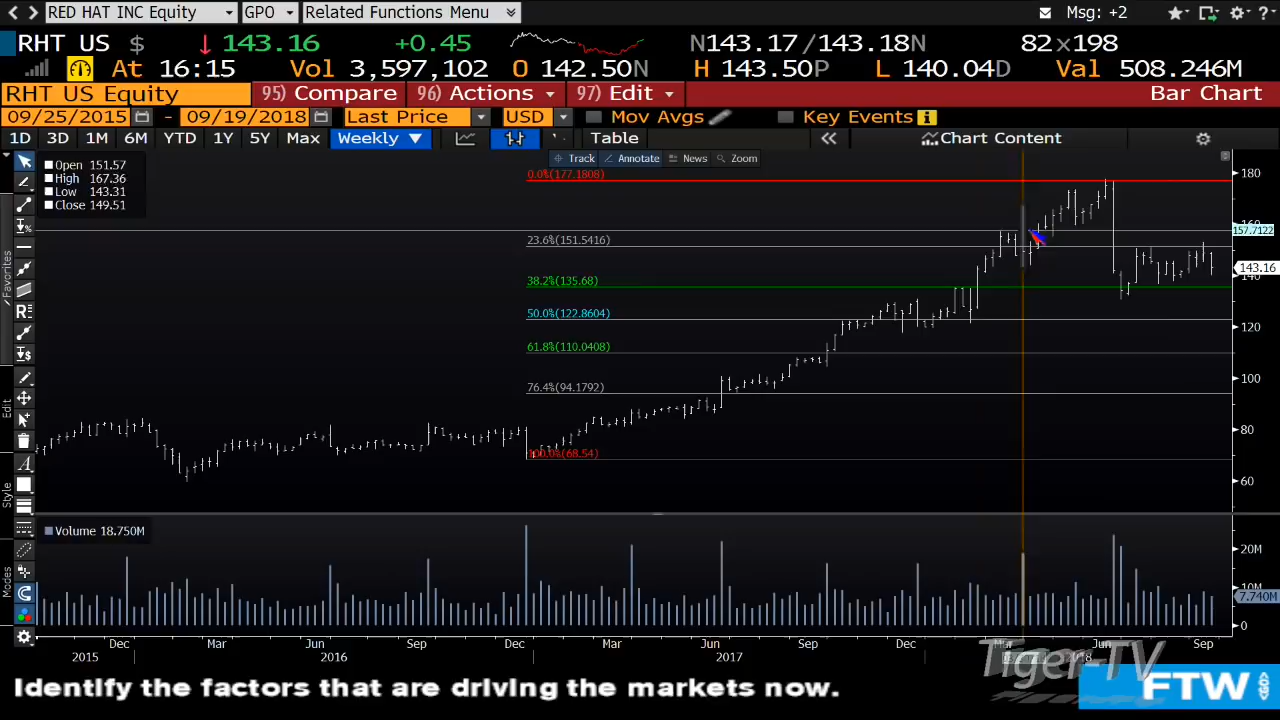 RED HAT INC Equity GPO Related Functions Menu Msg: +2
RHT US $ ↓ 143.16 +0.45 N143.17/143.18N 82x198
At 16:15 Vol 3,597,102 O 142.50N H 143.50P L 140.04D Val 508.246M
RHT US Equity 95) Compare 96) Actions 97) Edit Bar Chart
09/25/2015 - 09/19/2018 Last Price USD Mov Avgs Key Events
1D 3D 1M 6M YTD 1Y 5Y Max Weekly ▼ Table « Chart Content
Track Annotate News Zoom
Open 151.57
High 167.36
Low 143.31
Close 149.51
0.0%(177.1808)
23.6%(151.5416)
38.2%(135.68)
50.0%(122.8604)
61.8%(110.0408)
76.4%(94.1792)
100.0%(68.54)
180
160
157.7122
143.16
140
120
100
80
60
Favorites
Edit
Style
Modes
Volume 18.750M
20M
10M
7.740M
0
Dec Mar Jun Sep Dec Mar Jun Sep Dec Mar Jun Sep
2015 2016 2017 2018
Tiger-TV
Identify the factors that are driving the markets now.
FTW